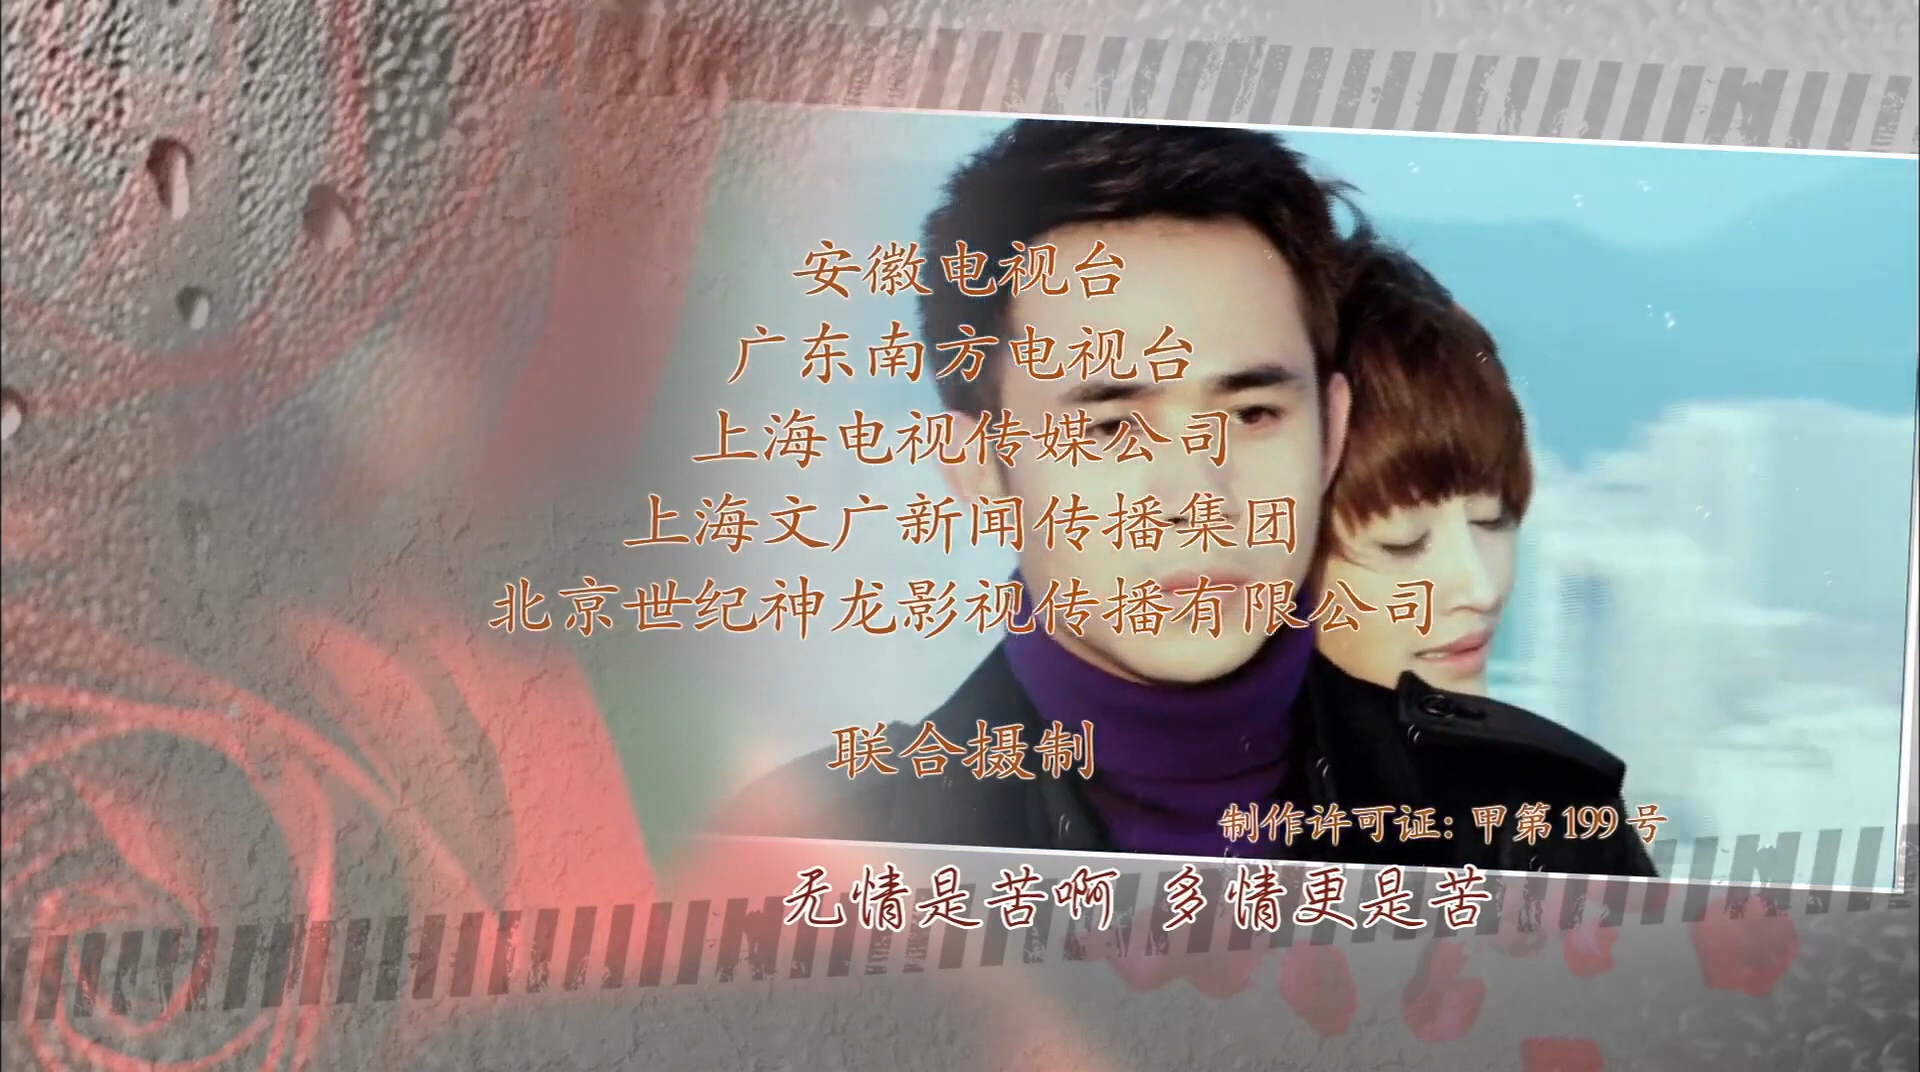 安徽电视台
广东南方电视台
上海电视传媒公司
上海文广新闻传播集团
北京世纪神龙影视传播有限公司
联合摄制
制作许可证：甲第199号
无情是苦啊 多情更是苦